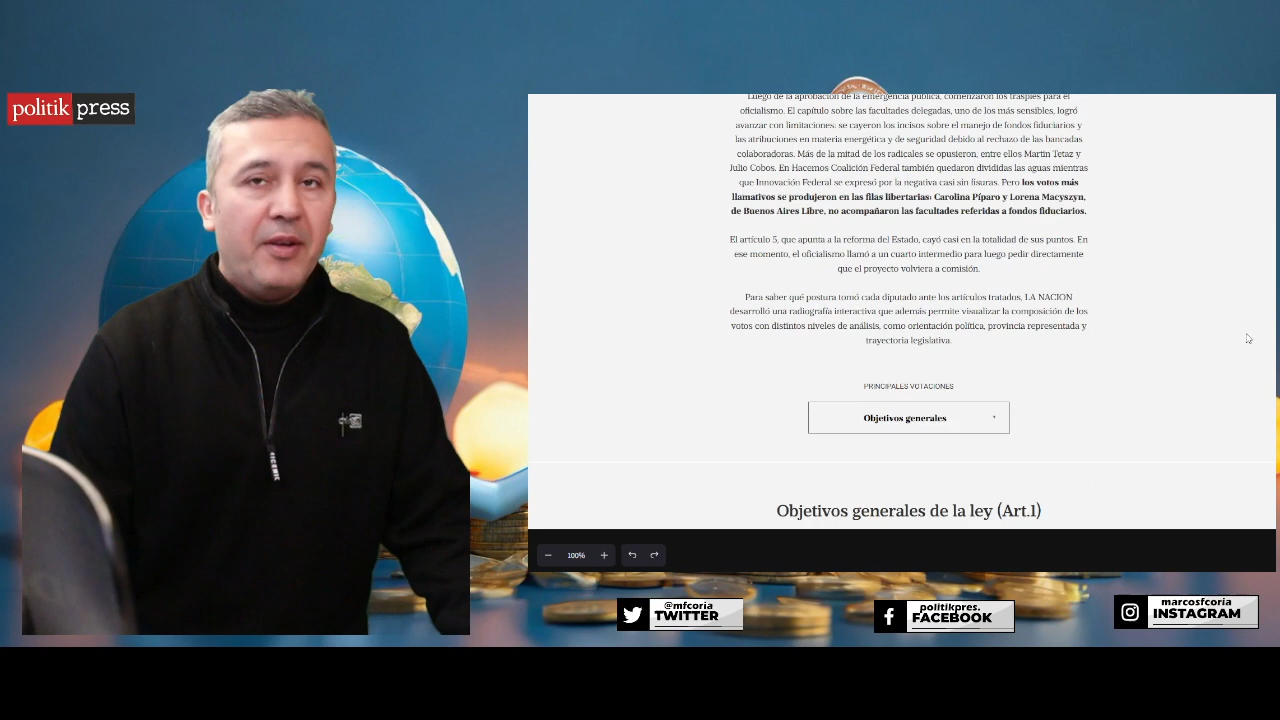 politik press
Luego de la aprobación de la emergencia pública, comenzaron los traspiés para el
oficialismo. El capítulo sobre las facultades delegadas, uno de los más sensibles, logró
avanzar con limitaciones: se cayeron los incisos sobre el manejo de fondos fiduciarios y
las atribuciones en materia energética y de seguridad debido al rechazo de las bancadas
colaboradoras. Más de la mitad de los radicales se opusieron, entre ellos Martín Tetaz y
Julio Cobos. En Hacemos Coalición Federal también quedaron divididas las aguas mientras
que Innovación Federal se expresó por la negativa casi sin fisuras. Pero los votos más
llamativos se produjeron en las filas libertarias: Carolina Píparo y Lorena Macyszyn,
de Buenos Aires Libre, no acompañaron las facultades referidas a fondos fiduciarios.
El artículo 5, que apunta a la reforma del Estado, cayó casi en la totalidad de sus puntos. En
ese momento, el oficialismo llamó a un cuarto intermedio para luego pedir directamente
que el proyecto volviera a comisión.
Para saber qué postura tomó cada diputado ante los artículos tratados, LA NACION
desarrolló una radiografía interactiva que además permite visualizar la composición de los
votos con distintos niveles de análisis, como orientación política, provincia representada y
trayectoria legislativa.
PRINCIPALES VOTACIONES
Objetivos generales
Objetivos generales de la ley (Art.1)
100%
@mfcoria
TWITTER
politikpres.
FACEBOOK
marcosfcoria
INSTAGRAM